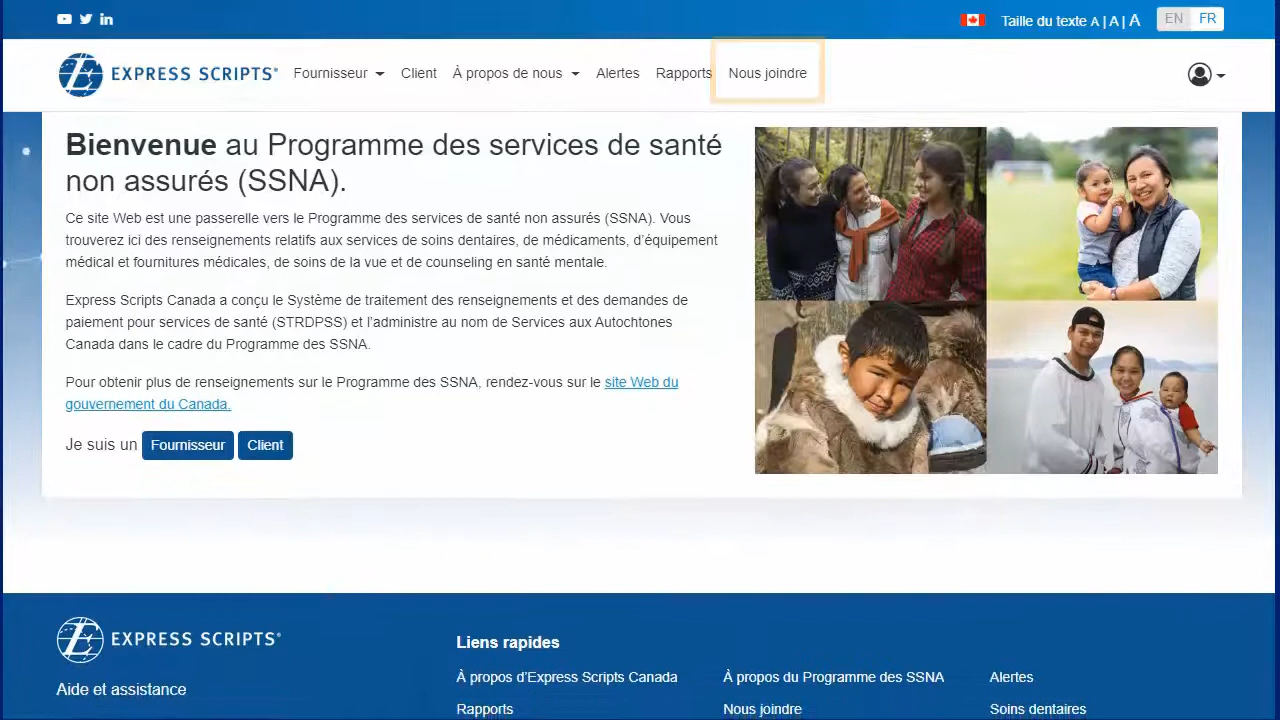 Taille du texte A | A | A EN FR
EXPRESS SCRIPTS® Fournisseur Client À propos de nous Alertes Rapports Nous joindre
Bienvenue au Programme des services de santé
non assurés (SSNA).
Ce site Web est une passerelle vers le Programme des services de santé non assurés (SSNA). Vous
trouverez ici des renseignements relatifs aux services de soins dentaires, de médicaments, d’équipement
médical et fournitures médicales, de soins de la vue et de counseling en santé mentale.
Express Scripts Canada a conçu le Système de traitement des renseignements et des demandes de
paiement pour services de santé (STRDPSS) et l’administre au nom de Services aux Autochtones
Canada dans le cadre du Programme des SSNA.
Pour obtenir plus de renseignements sur le Programme des SSNA, rendez-vous sur le site Web du
gouvernement du Canada.
Je suis un Fournisseur Client
EXPRESS SCRIPTS®
Aide et assistance
Liens rapides
À propos d’Express Scripts Canada À propos du Programme des SSNA Alertes
Rapports Nous joindre Soins dentaires